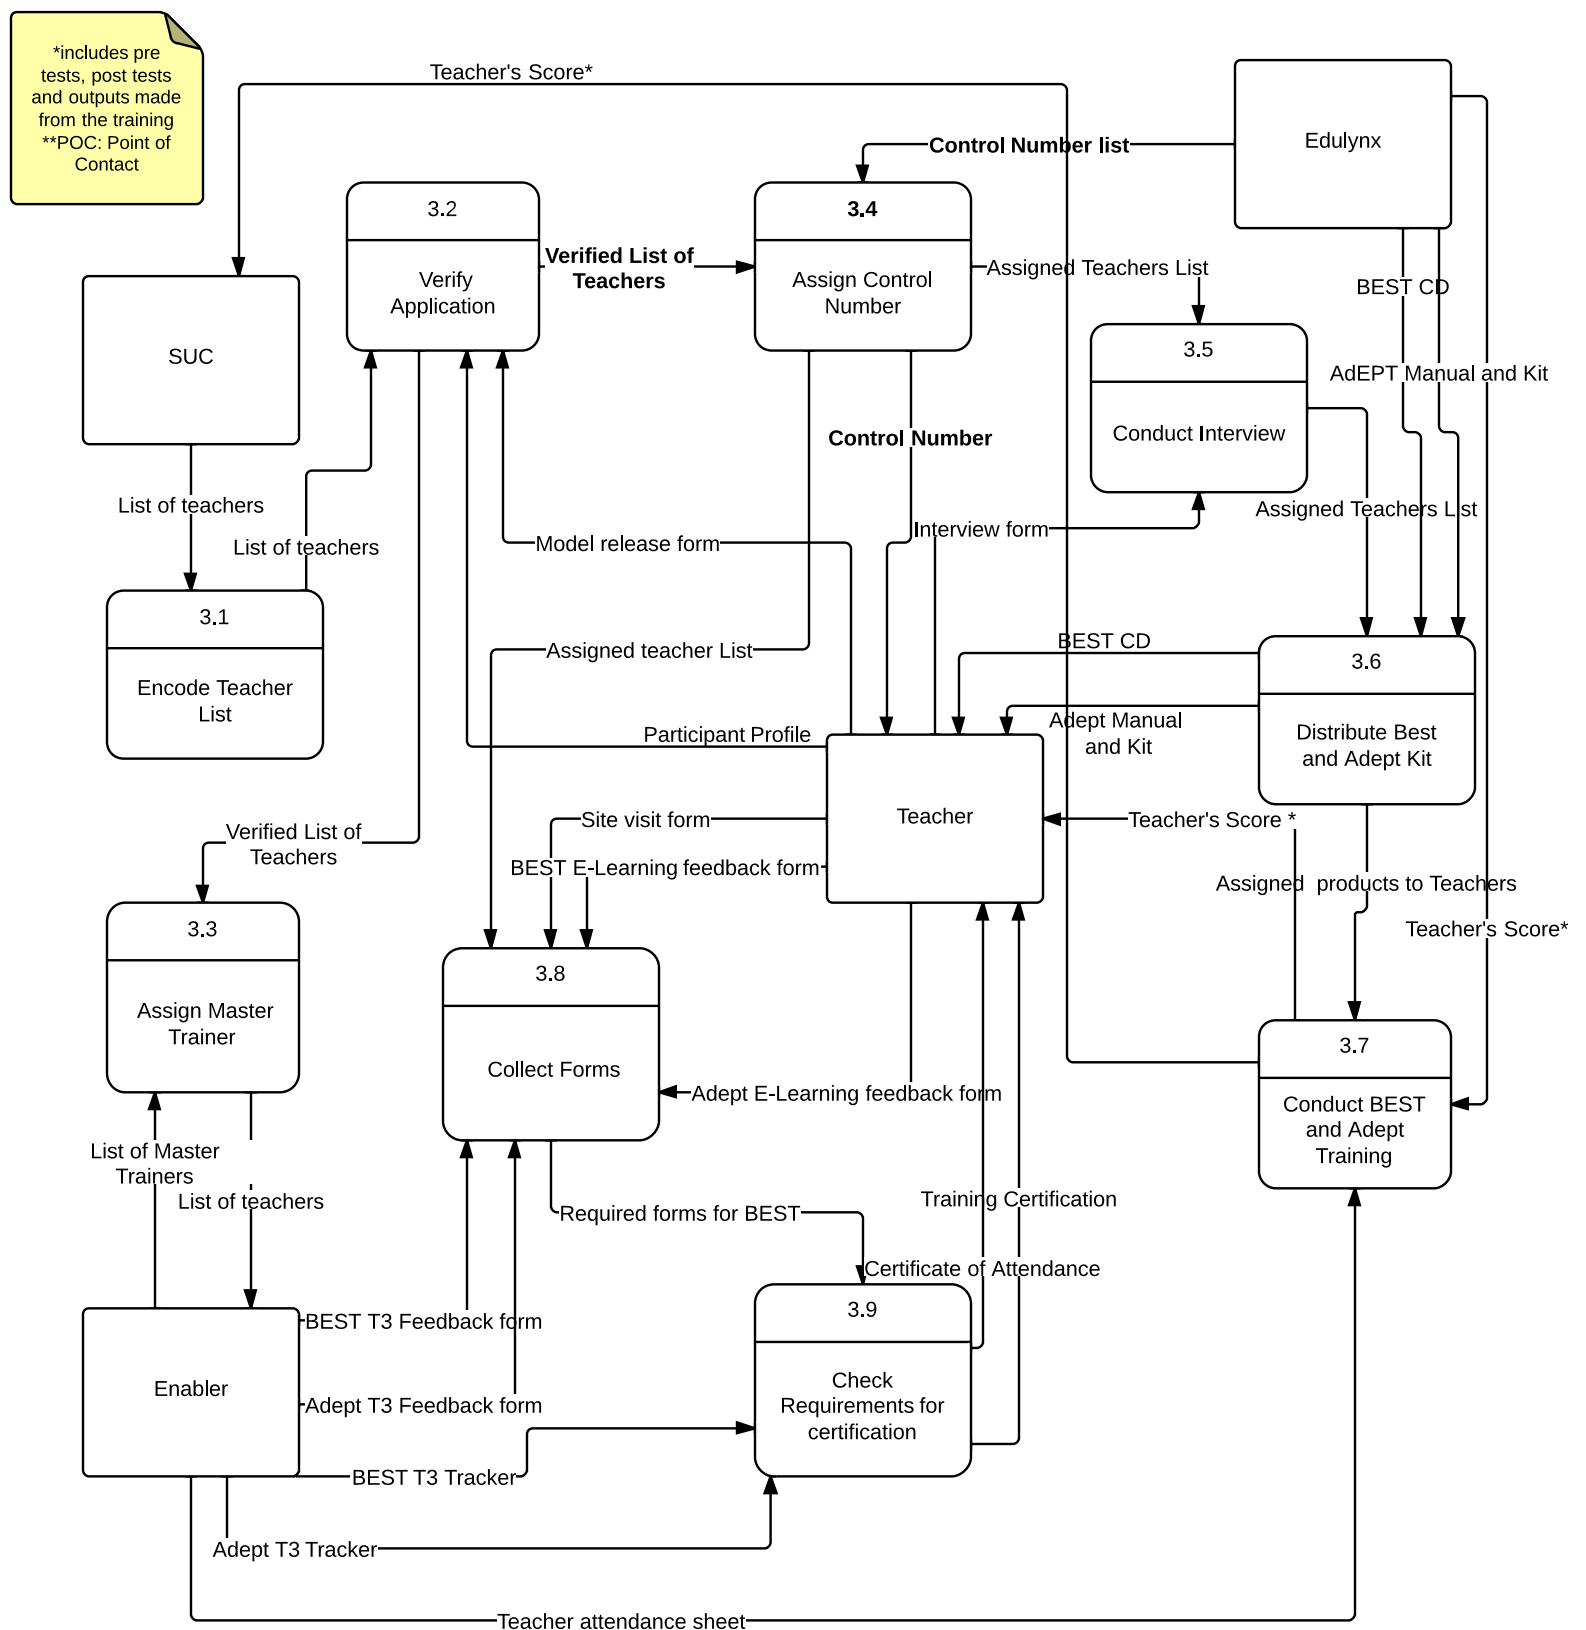 *includes pre
tests, post tests
and outputs made
from the training
**POC: Point of
Contact
Teacher's Score*
Edulynx
Control Number list
3.2
Verify
Application
Verified List of
Teachers
3.4
Assign Control
Number
Assigned Teachers List
BEST CD
SUC
3.5
Conduct Interview
AdEPT Manual and Kit
Control Number
List of teachers
List of teachers
Model release form
Interview form
Assigned Teachers List
3.1
Encode Teacher
List
Assigned teacher List
BEST CD
3.6
Distribute Best
and Adept Kit
Participant Profile
Adept Manual
and Kit
Teacher
Verified List of
Teachers
Site visit form
Teacher's Score *
BEST E-Learning feedback form
Assigned  products to Teachers
Teacher's Score*
3.3
Assign Master
Trainer
3.8
Collect Forms
3.7
Conduct BEST
and Adept
Training
Adept E-Learning feedback form
List of Master
Trainers
List of teachers
Required forms for BEST
Training Certification
Certificate of Attendance
Enabler
BEST T3 Feedback form
Adept T3 Feedback form
3.9
Check
Requirements for
certification
BEST T3 Tracker
Adept T3 Tracker
Teacher attendance sheet